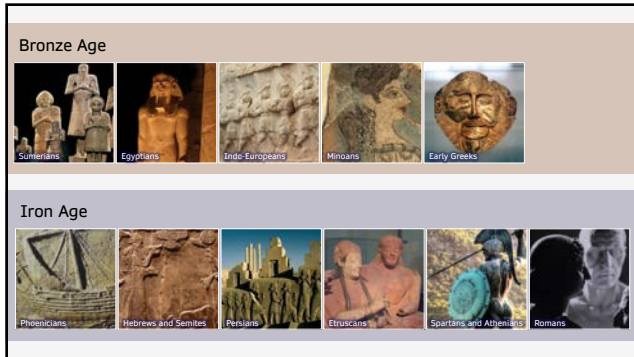 Bronze Age
Sumerians
Egyptians
Indo-Europeans
Minoans
Early Greeks
Iron Age
Phoenicians
Hebrews and Semites
Persians
Etruscans
Spartans and Athenians
Romans